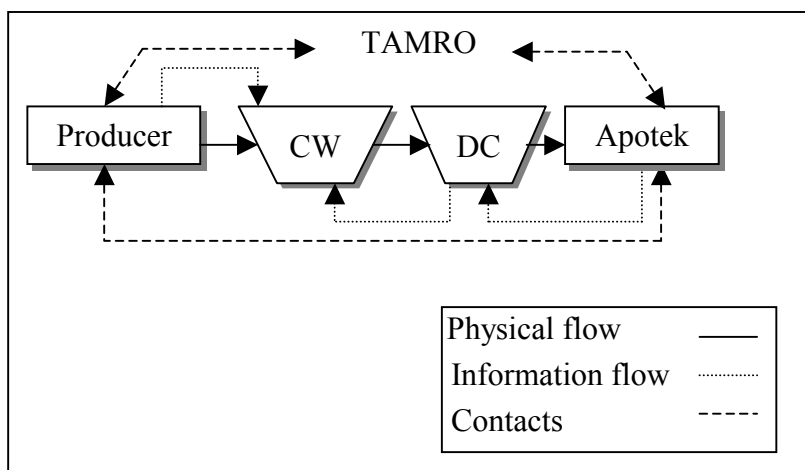 TAMRO
Producer
CW
DC
Apotek
Physical flow
Information flow
Contacts